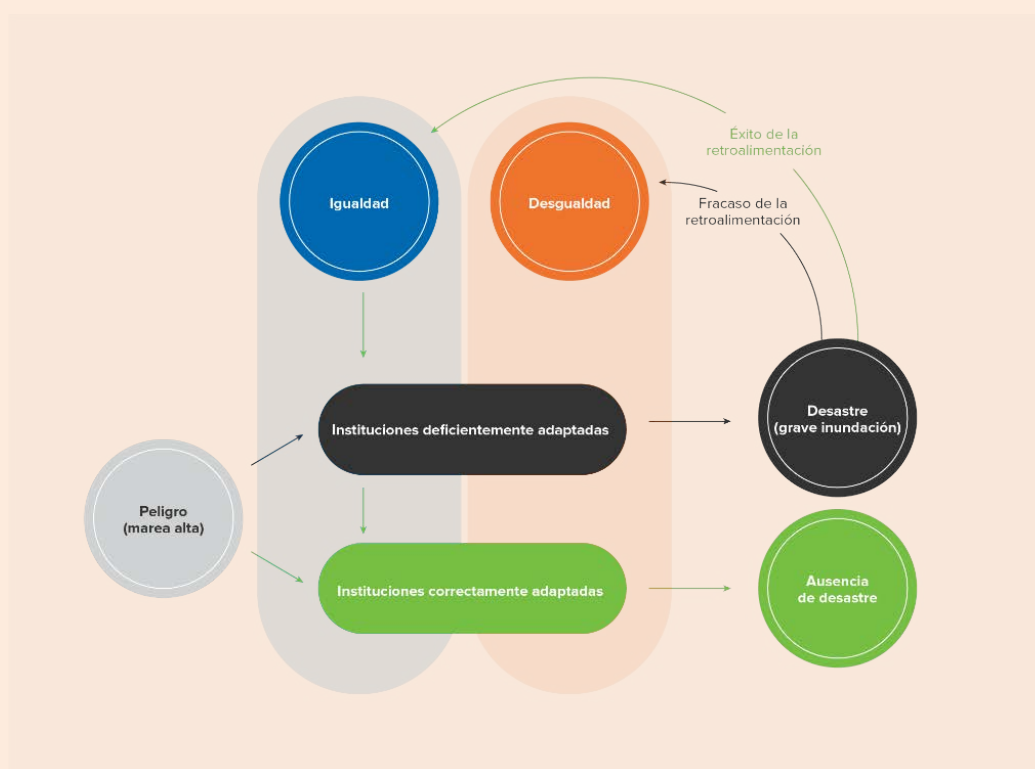 Éxito de la
retroalimentación
Igualdad
Desgualdad
Fracaso de la
retroalimentación
Instituciones deficientemente adaptadas
Desastre
(grave inundación)
Peligro
(marea alta)
Instituciones correctamente adaptadas
Ausencia
de desastre